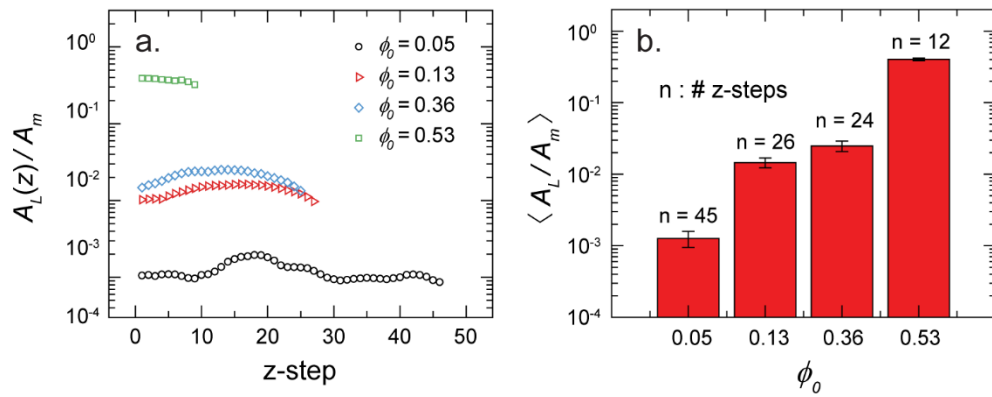 a.
ϕ₀ = 0.05
ϕ₀ = 0.13
ϕ₀ = 0.36
ϕ₀ = 0.53
10⁰
10⁻¹
10⁻²
10⁻³
10⁻⁴
A_L(z)/A_m
0 10 20 30 40 50
z-step
b.
n : # z-steps
n = 45
n = 26
n = 24
n = 12
10⁰
10⁻¹
10⁻²
10⁻³
10⁻⁴
⟨A_L/A_m⟩
0.05 0.13 0.36 0.53
ϕ₀